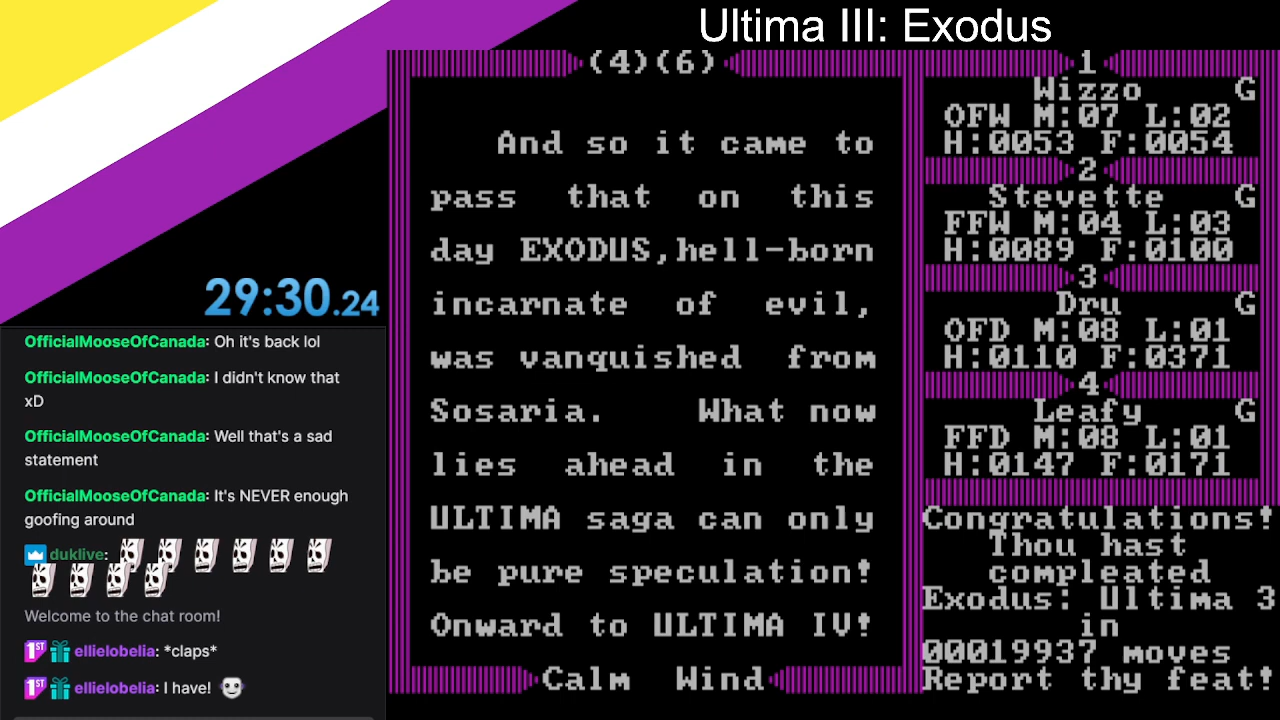 Ultima III: Exodus
29:30.24
OfficialMooseOfCanada: Oh it's back lol
OfficialMooseOfCanada: I didn't know that
xD
OfficialMooseOfCanada: Well that's a sad
statement
OfficialMooseOfCanada: It's NEVER enough
goofing around
duklive:
Welcome to the chat room!
1ST ellielobelia: *claps*
1ST ellielobelia: I have!
(4)(6)
And so it came to
pass that on this
day EXODUS,hell-born
incarnate of evil,
was vanquished from
Sosaria. What now
lies ahead in the
ULTIMA saga can only
be pure speculation!
Onward to ULTIMA IV!
Calm Wind
1
Wizzo G
OFW M:07 L:02
H:0053 F:0054
2
Stevette G
FFW M:04 L:03
H:0089 F:0100
3
Dru G
OFD M:08 L:01
H:0110 F:0371
4
Leafy G
FFD M:08 L:01
H:0147 F:0171
Congratulations!
Thou hast
compleated
Exodus: Ultima 3
in
00019937 moves
Report thy feat!